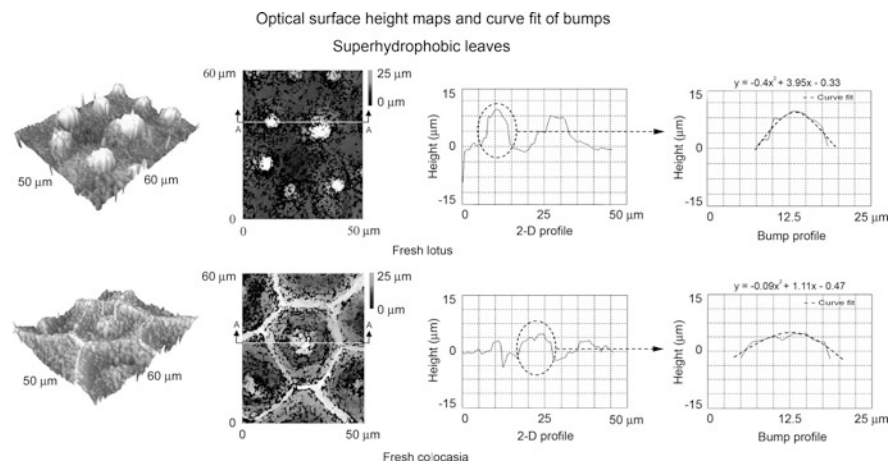 Optical surface height maps and curve fit of bumps
Superhydrophobic leaves
50 μm
60 μm
60 μm
25 μm
0 μm
A
A
0
0
50 μm
15
0
-15
Height (μm)
0
25
50 μm
2-D profile
y = -0.4x² + 3.95x - 0.33
Curve fit
15
0
-15
Height (μm)
0
12.5
25 μm
Bump profile
Fresh lotus
50 μm
60 μm
60 μm
25 μm
0 μm
A
A
0
0
50 μm
15
0
-15
Height (μm)
0
25
50 μm
2-D profile
y = -0.09x² + 1.11x - 0.47
Curve fit
15
0
-15
Height (μm)
0
12.5
25 μm
Bump profile
Fresh colocasia